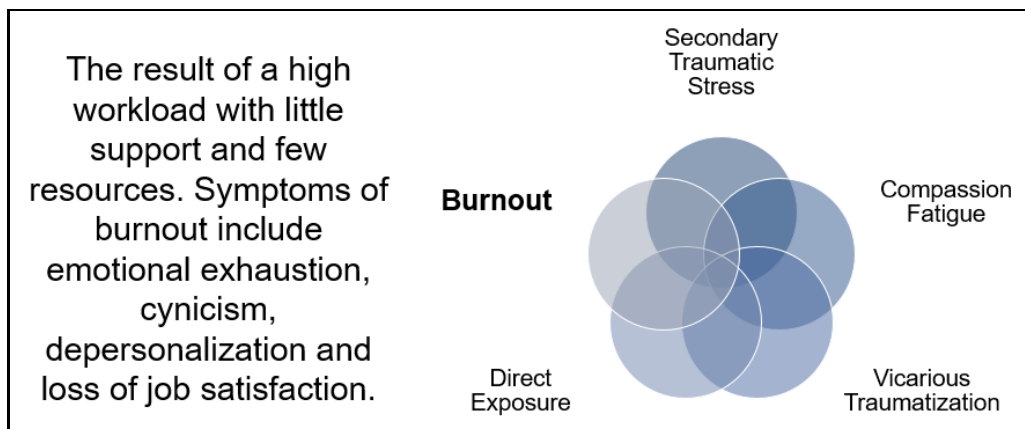 The result of a high
workload with little
support and few
resources. Symptoms of
burnout include
emotional exhaustion,
cynicism,
depersonalization and
loss of job satisfaction.
Secondary
Traumatic
Stress
Burnout
Compassion
Fatigue
Direct
Exposure
Vicarious
Traumatization